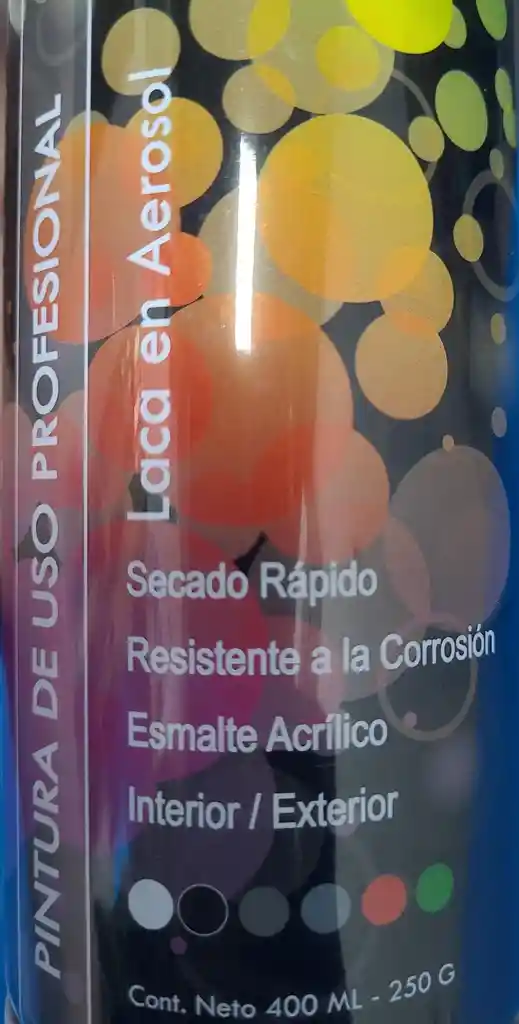 PINTURA DE USO PROFESIONAL
Laca en Aerosol
Secado Rápido
Resistente a la Corrosión
Esmalte Acrílico
Interior / Exterior
Cont. Neto 400 ML - 250 G